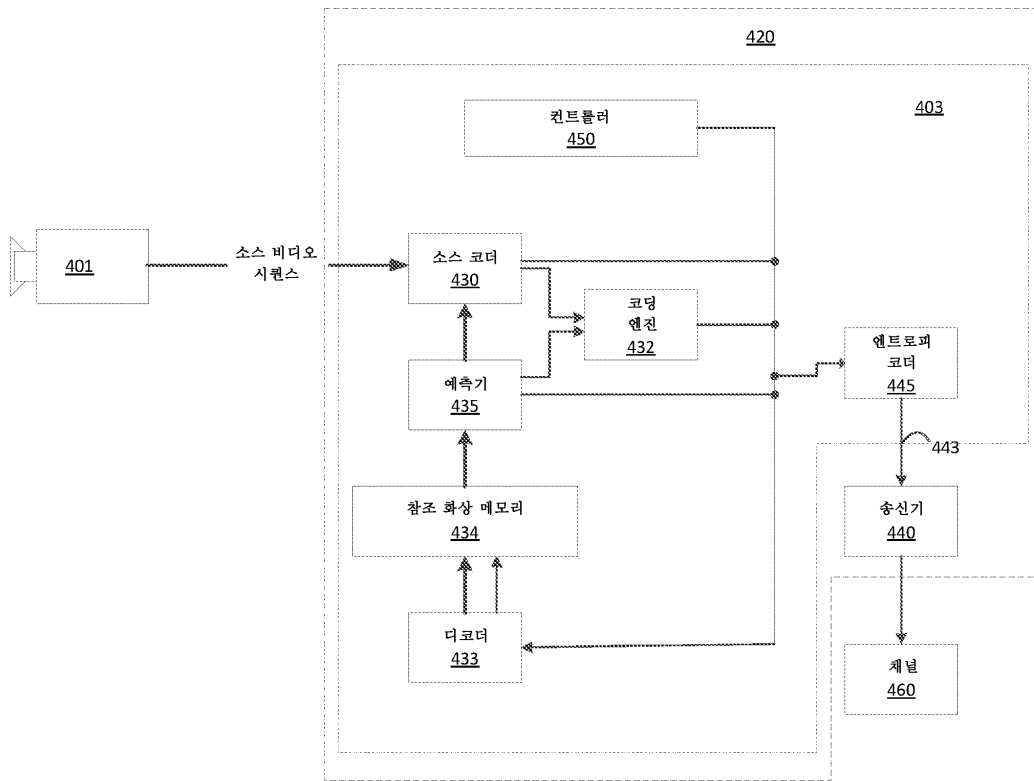 420
403
컨트롤러
450
401
소스 비디오
시퀀스
소스 코더
430
코딩
엔진
432
예측기
435
엔트로피
코더
445
443
참조 화상 메모리
434
송신기
440
디코더
433
채널
460